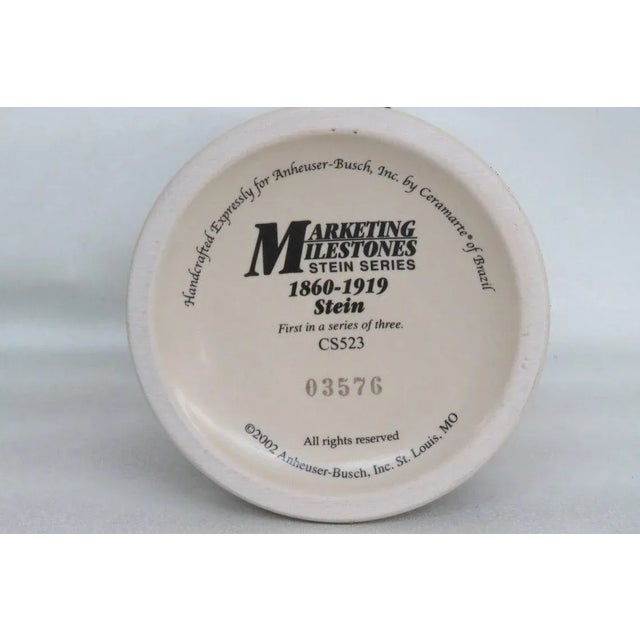 Handcrafted Expressly for Anheuser-Busch, Inc. by Ceramarte® of Brazil
MARKETING
MILESTONES
STEIN SERIES
1860-1919
Stein
First in a series of three.
CS523
03576
All rights reserved
©2002 Anheuser-Busch, Inc. St. Louis, MO